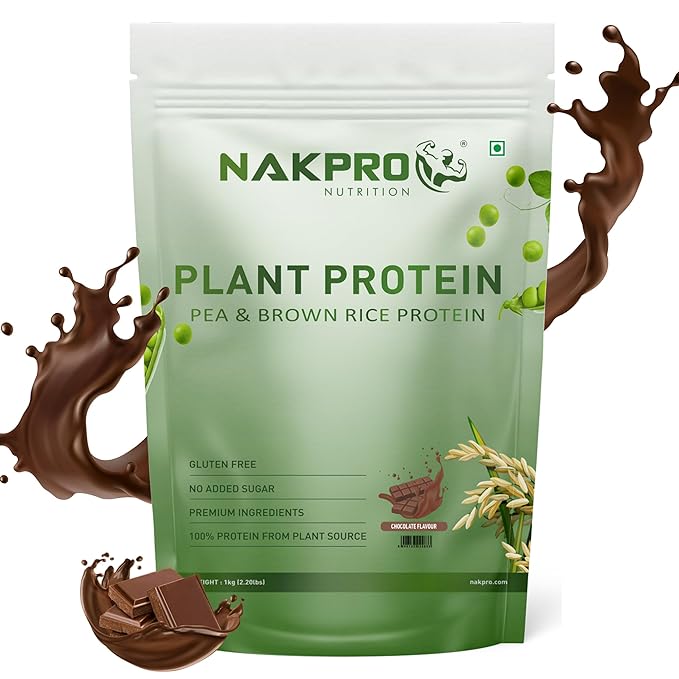 NAKPRO®
NUTRITION
PLANT PROTEIN
PEA & BROWN RICE PROTEIN
GLUTEN FREE
NO ADDED SUGAR
PREMIUM INGREDIENTS
100% PROTEIN FROM PLANT SOURCE
CHOCOLATE FLAVOUR
: 1kg (2.20lbs)
nakpro.com